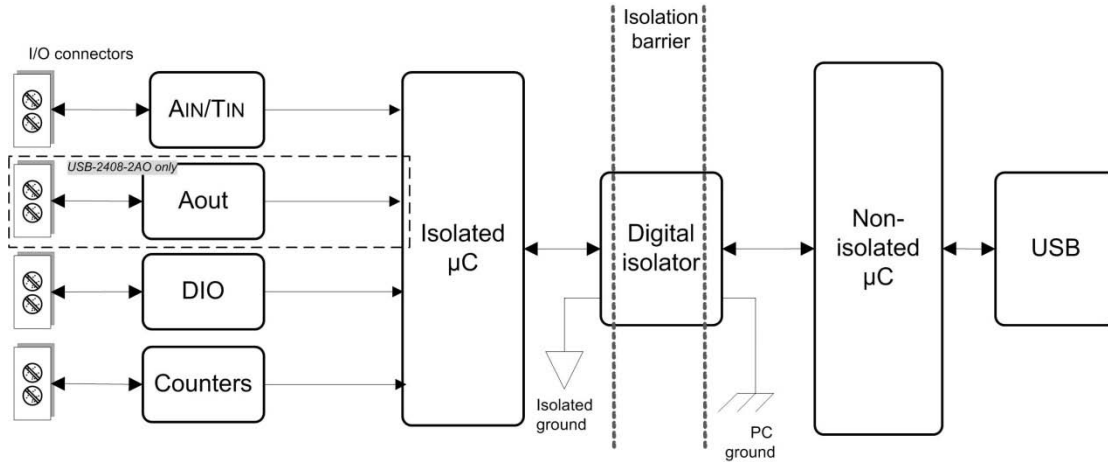 Isolation
barrier
I/O connectors
AIN/TIN
USB-2408-2AO only
Aout
Isolated
µC
Digital
isolator
Non-
isolated
µC
USB
DIO
Counters
Isolated
ground
PC
ground